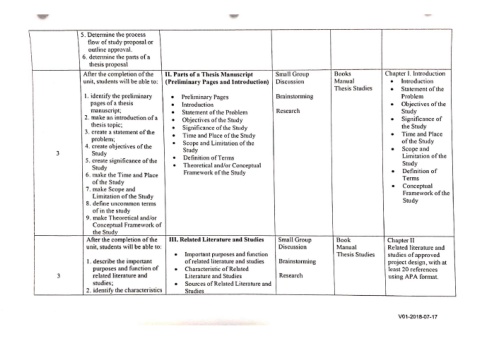 5. Determine the process
flow of study proposal or
outline approval.
6. determine the parts of a
thesis proposal
3
After the completion of the
unit, students will be able to:
1. identify the preliminary
pages of a thesis
manuscript;
2. make an introduction of a
thesis topic;
3. create a statement of the
problem;
4. create objectives of the
Study
5. create significance of the
Study
6. make the Time and Place
of the Study
7. make Scope and
Limitation of the Study
8. define uncommon terms
of in the study
9. make Theoretical and/or
Conceptual Framework of
the Study
II. Parts of a Thesis Manuscript
(Preliminary Pages and Introduction)
• Preliminary Pages
• Introduction
• Statement of the Problem
• Objectives of the Study
• Significance of the Study
• Time and Place of the Study
• Scope and Limitation of the
Study
• Definition of Terms
• Theoretical and/or Conceptual
Framework of the Study
Small Group
Discussion
Brainstorming
Research
Books
Manual
Thesis Studies
Chapter I. Introduction
• Introduction
• Statement of the
Problem
• Objectives of the
Study
• Significance of
the Study
• Time and Place
of the Study
• Scope and
Limitation of the
Study
• Definition of
Terms
• Conceptual
Framework of the
Study
3
After the completion of the
unit, students will be able to:
1. describe the important
purposes and function of
related literature and
studies;
2. identify the characteristics
III. Related Literature and Studies
• Important purposes and function
of related literature and studies
• Characteristic of Related
Literature and Studies
• Sources of Related Literature and
Studies
Small Group
Discussion
Brainstorming
Research
Book
Manual
Thesis Studies
Chapter II
Related literature and
studies of approved
project design, with at
least 20 references
using APA format.
V01-2018-07-17